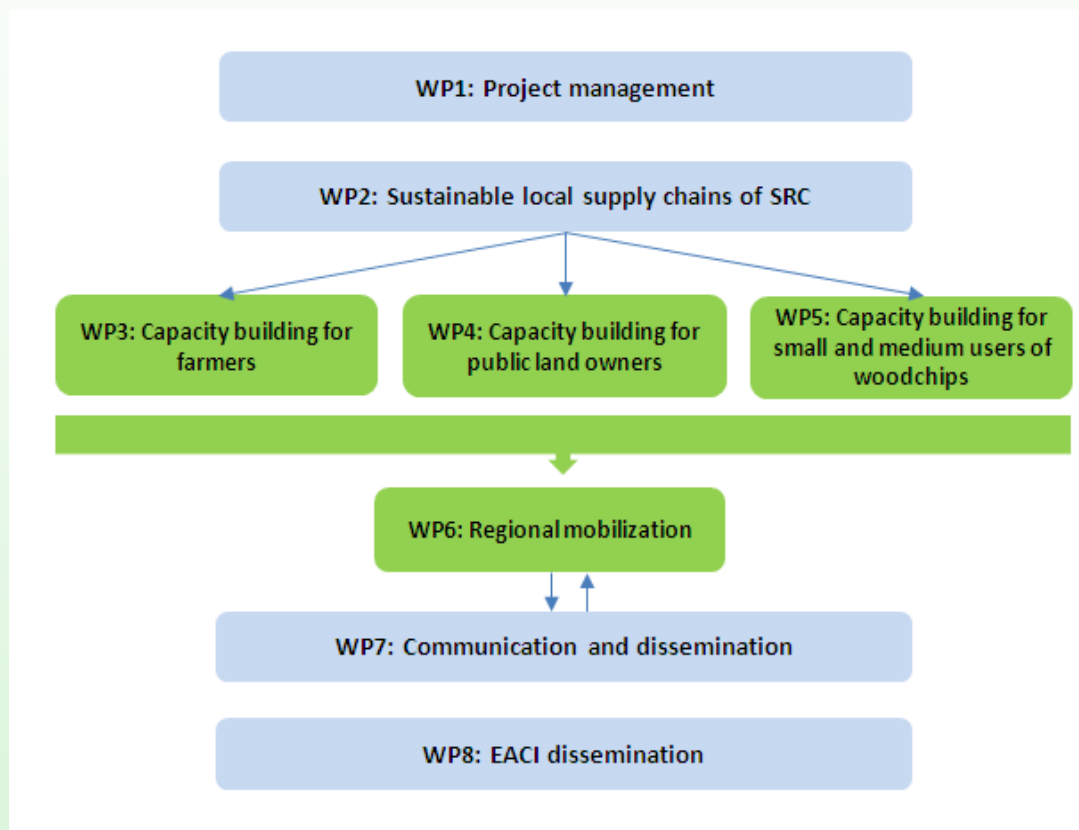 WP1: Project management
WP2: Sustainable local supply chains of SRC
WP3: Capacity building for
farmers
WP4: Capacity building for
public land owners
WP5: Capacity building for
small and medium users of
woodchips
WP6: Regional mobilization
WP7: Communication and dissemination
WP8: EACI dissemination